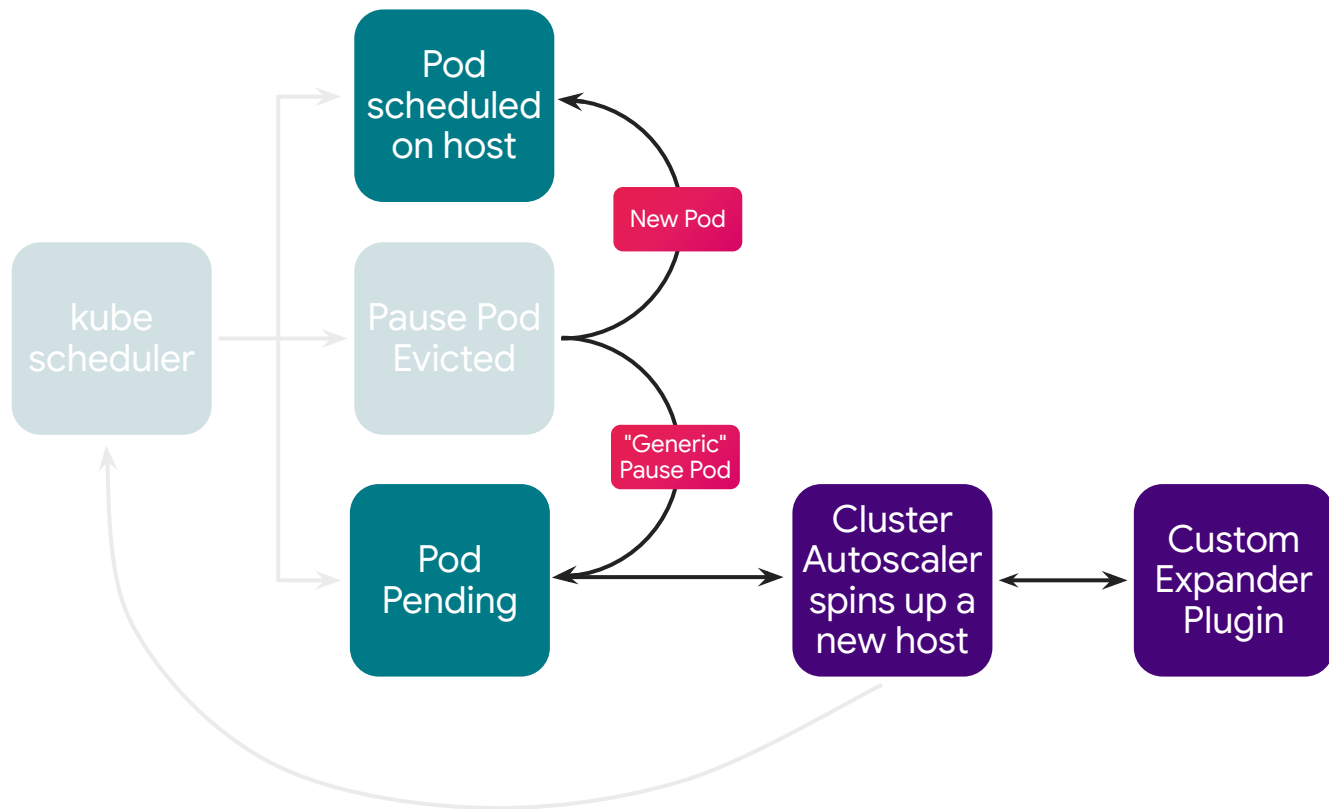 Pod
scheduled
on host
New Pod
kube
scheduler
Pause Pod
Evicted
"Generic"
Pause Pod
Pod
Pending
Cluster
Autoscaler
spins up a
new host
Custom
Expander
Plugin